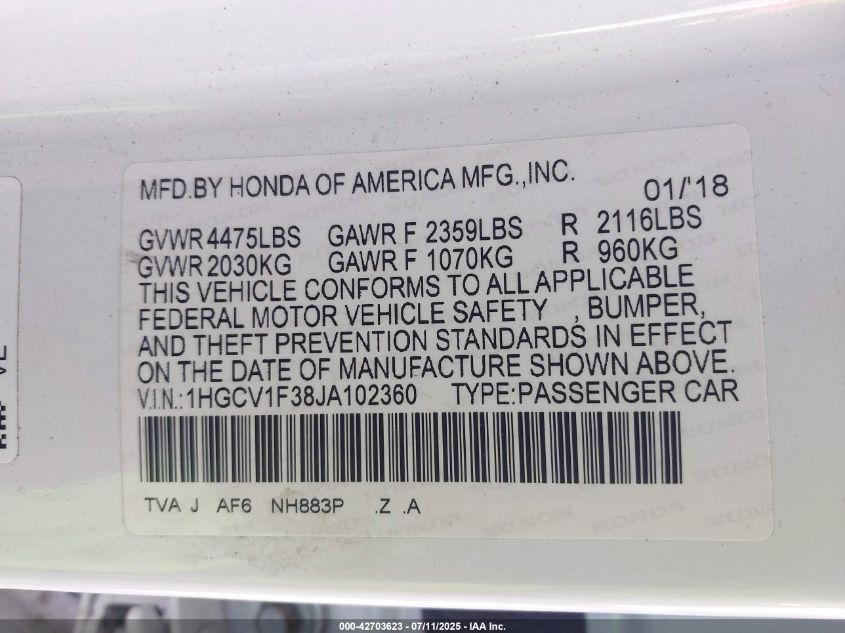 MFD.BY HONDA OF AMERICA MFG.,INC. 01/'18
GVWR 4475LBS GAWR F 2359LBS R 2116LBS
GVWR 2030KG GAWR F 1070KG R 960KG
THIS VEHICLE CONFORMS TO ALL APPLICABLE
FEDERAL MOTOR VEHICLE SAFETY , BUMPER,
AND THEFT PREVENTION STANDARDS IN EFFECT
ON THE DATE OF MANUFACTURE SHOWN ABOVE.
V.I.N.:1HGCV1F38JA102360 TYPE:PASSENGER CAR
TVA J AF6 NH883P .Z .A
000-42703623 - 07/11/2025 - IAA Inc.